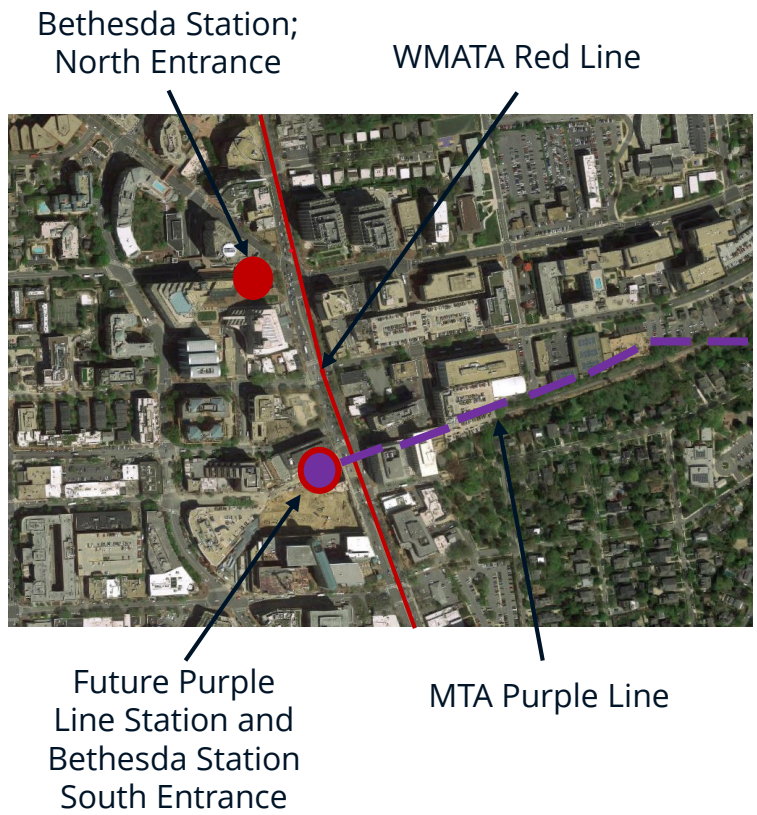 Bethesda Station;
North Entrance
WMATA Red Line
Future Purple
Line Station and
Bethesda Station
South Entrance
MTA Purple Line